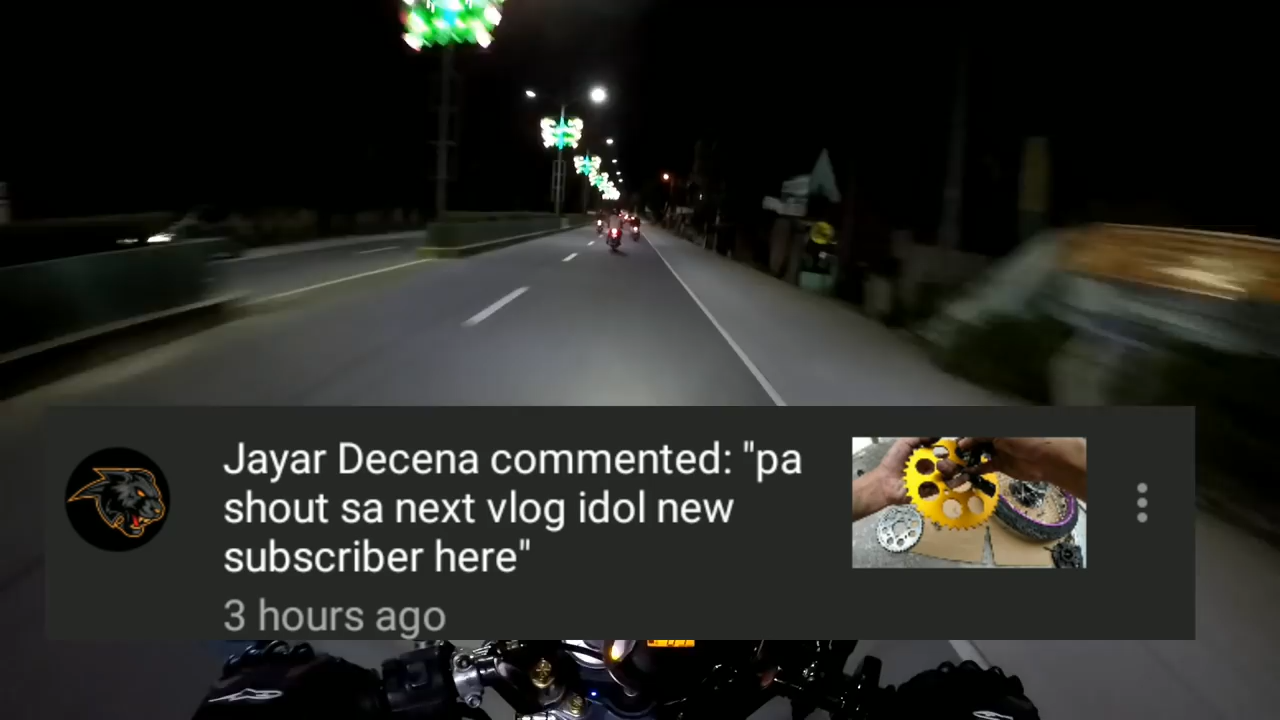 Jayar Decena commented: "pa
shout sa next vlog idol new
subscriber here"
3 hours ago